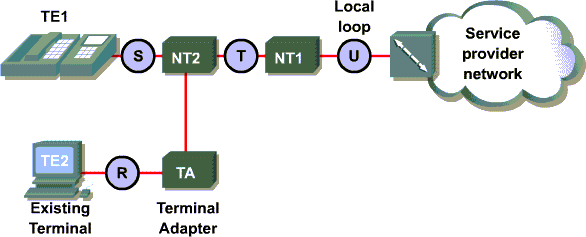 TE1
Local
loop
Service
provider
network
S
NT2
T
NT1
U
TE2
R
TA
Existing
Terminal
Terminal
Adapter